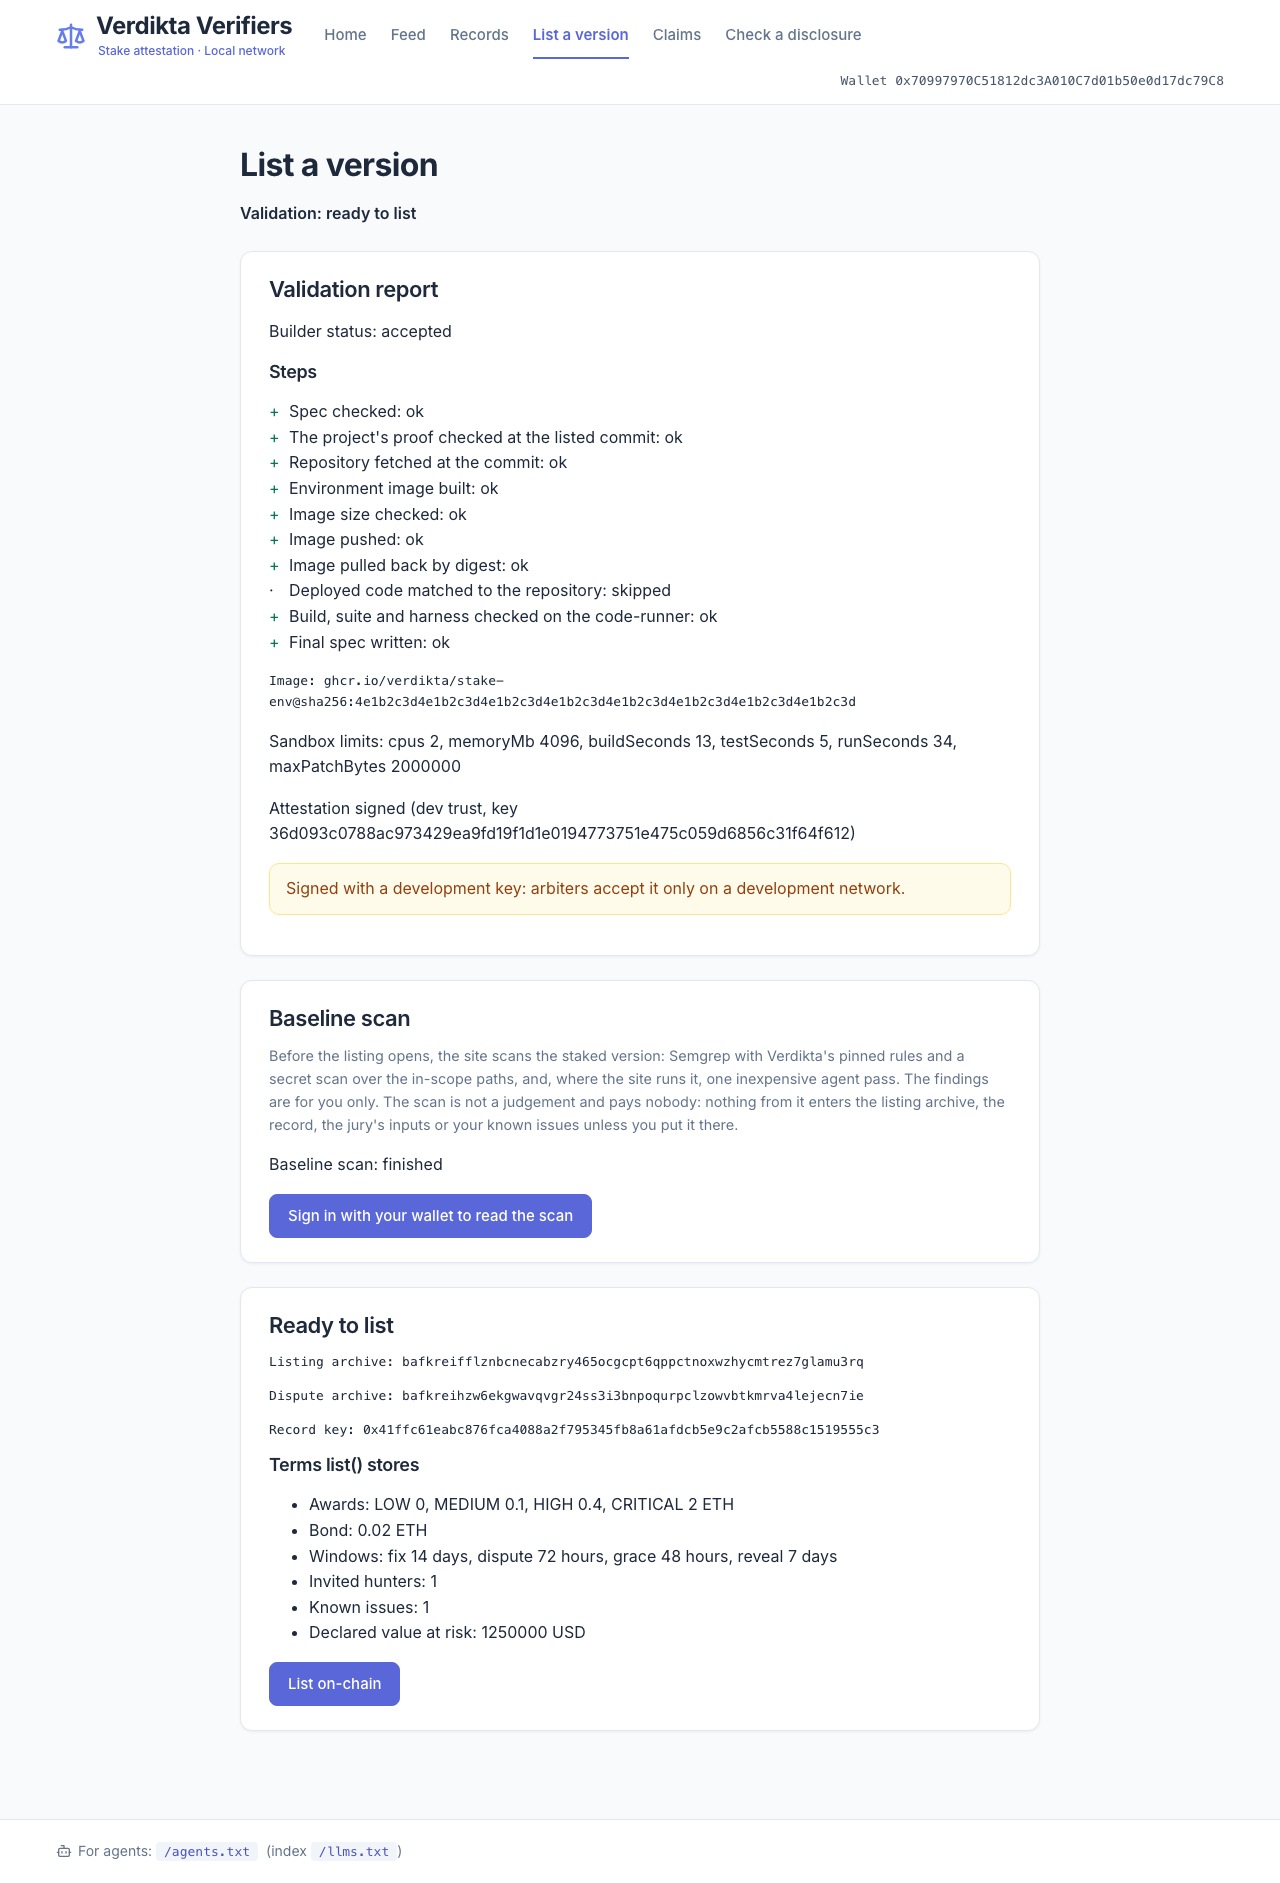 Verdikta Verifiers
Stake attestation · Local network
Home
Feed
Records
List a version
Claims
Check a disclosure
Wallet 0x70997970C51812dc3A010C7d01b50e0d17dc79C8
List a version
Validation: ready to list
Validation report
Builder status: accepted
Steps
+ Spec checked: ok
+ The project's proof checked at the listed commit: ok
+ Repository fetched at the commit: ok
+ Environment image built: ok
+ Image size checked: ok
+ Image pushed: ok
+ Image pulled back by digest: ok
· Deployed code matched to the repository: skipped
+ Build, suite and harness checked on the code-runner: ok
+ Final spec written: ok
Image: ghcr.io/verdikta/stake-
env@sha256:4e1b2c3d4e1b2c3d4e1b2c3d4e1b2c3d4e1b2c3d4e1b2c3d4e1b2c3d4e1b2c3d
Sandbox limits: cpus 2, memoryMb 4096, buildSeconds 13, testSeconds 5, runSeconds 34,
maxPatchBytes 2000000
Attestation signed (dev trust, key
36d093c0788ac973429ea9fd19f1d1e0194773751e475c059d6856c31f64f612)
Signed with a development key: arbiters accept it only on a development network.
Baseline scan
Before the listing opens, the site scans the staked version: Semgrep with Verdikta's pinned rules and a
secret scan over the in-scope paths, and, where the site runs it, one inexpensive agent pass. The findings
are for you only. The scan is not a judgement and pays nobody: nothing from it enters the listing archive, the
record, the jury's inputs or your known issues unless you put it there.
Baseline scan: finished
Sign in with your wallet to read the scan
Ready to list
Listing archive: bafkreifflznbcnecabzry465ocgcpt6qppctnoxwzhycmtrez7glamu3rq
Dispute archive: bafkreihzw6ekgwavqvgr24ss3i3bnpoqurpclzowvbtkmrva4lejecn7ie
Record key: 0x41ffc61eabc876fca4088a2f795345fb8a61afdcb5e9c2afcb5588c1519555c3
Terms list() stores
• Awards: LOW 0, MEDIUM 0.1, HIGH 0.4, CRITICAL 2 ETH
• Bond: 0.02 ETH
• Windows: fix 14 days, dispute 72 hours, grace 48 hours, reveal 7 days
• Invited hunters: 1
• Known issues: 1
• Declared value at risk: 1250000 USD
List on-chain
For agents: /agents.txt (index /llms.txt)